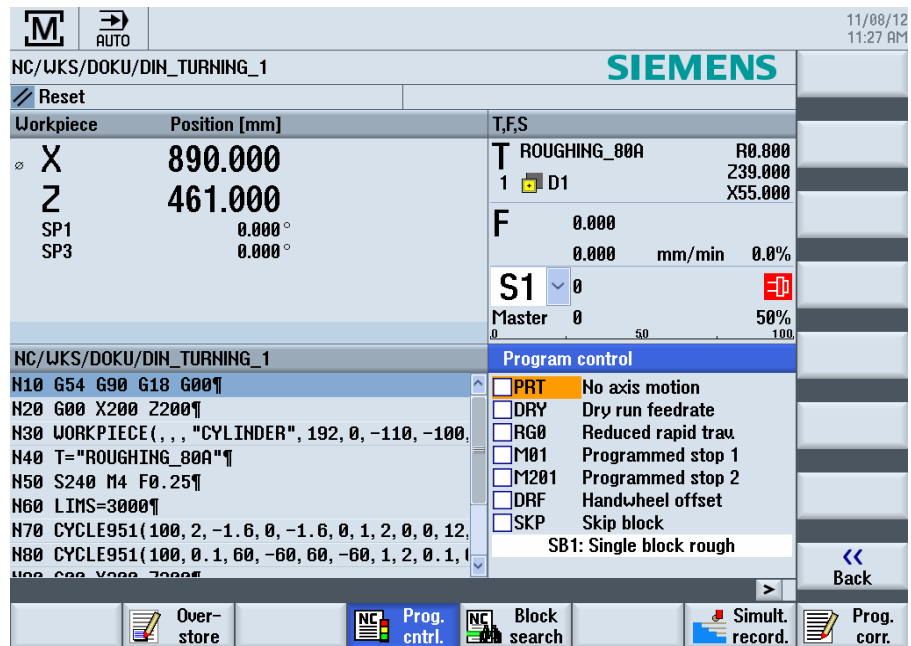 M
AUTO
11/08/12
11:27 AM
NC/WKS/DOKU/DIN_TURNING_1
SIEMENS
Reset
Workpiece Position [mm]
T,F,S
⌀ X 890.000
Z 461.000
SP1 0.000 °
SP3 0.000 °
T ROUGHING_80A R0.800
Z39.000
1 D1
X55.000
F 0.000
0.000 mm/min 0.0%
S1 0
Master 0 50%
0 50 100
NC/WKS/DOKU/DIN_TURNING_1
N10 G54 G90 G18 G00¶
N20 G00 X200 Z200¶
N30 WORKPIECE(,,,"CYLINDER",192,0,-110,-100,
N40 T="ROUGHING_80A"¶
N50 S240 M4 F0.25¶
N60 LIMS=3000¶
N70 CYCLE951(100,2,-1.6,0,-1.6,0,1,2,0,0,12,
N80 CYCLE951(100,0.1,60,-60,60,-60,1,2,0.1,
Program control
PRT No axis motion
DRY Dry run feedrate
RG0 Reduced rapid trav.
M01 Programmed stop 1
M201 Programmed stop 2
DRF Handwheel offset
SKP Skip block
SB1: Single block rough
<<
Back
>
Over-
store
NC Prog.
cntrl.
NC Block
search
Simult.
record.
Prog.
corr.